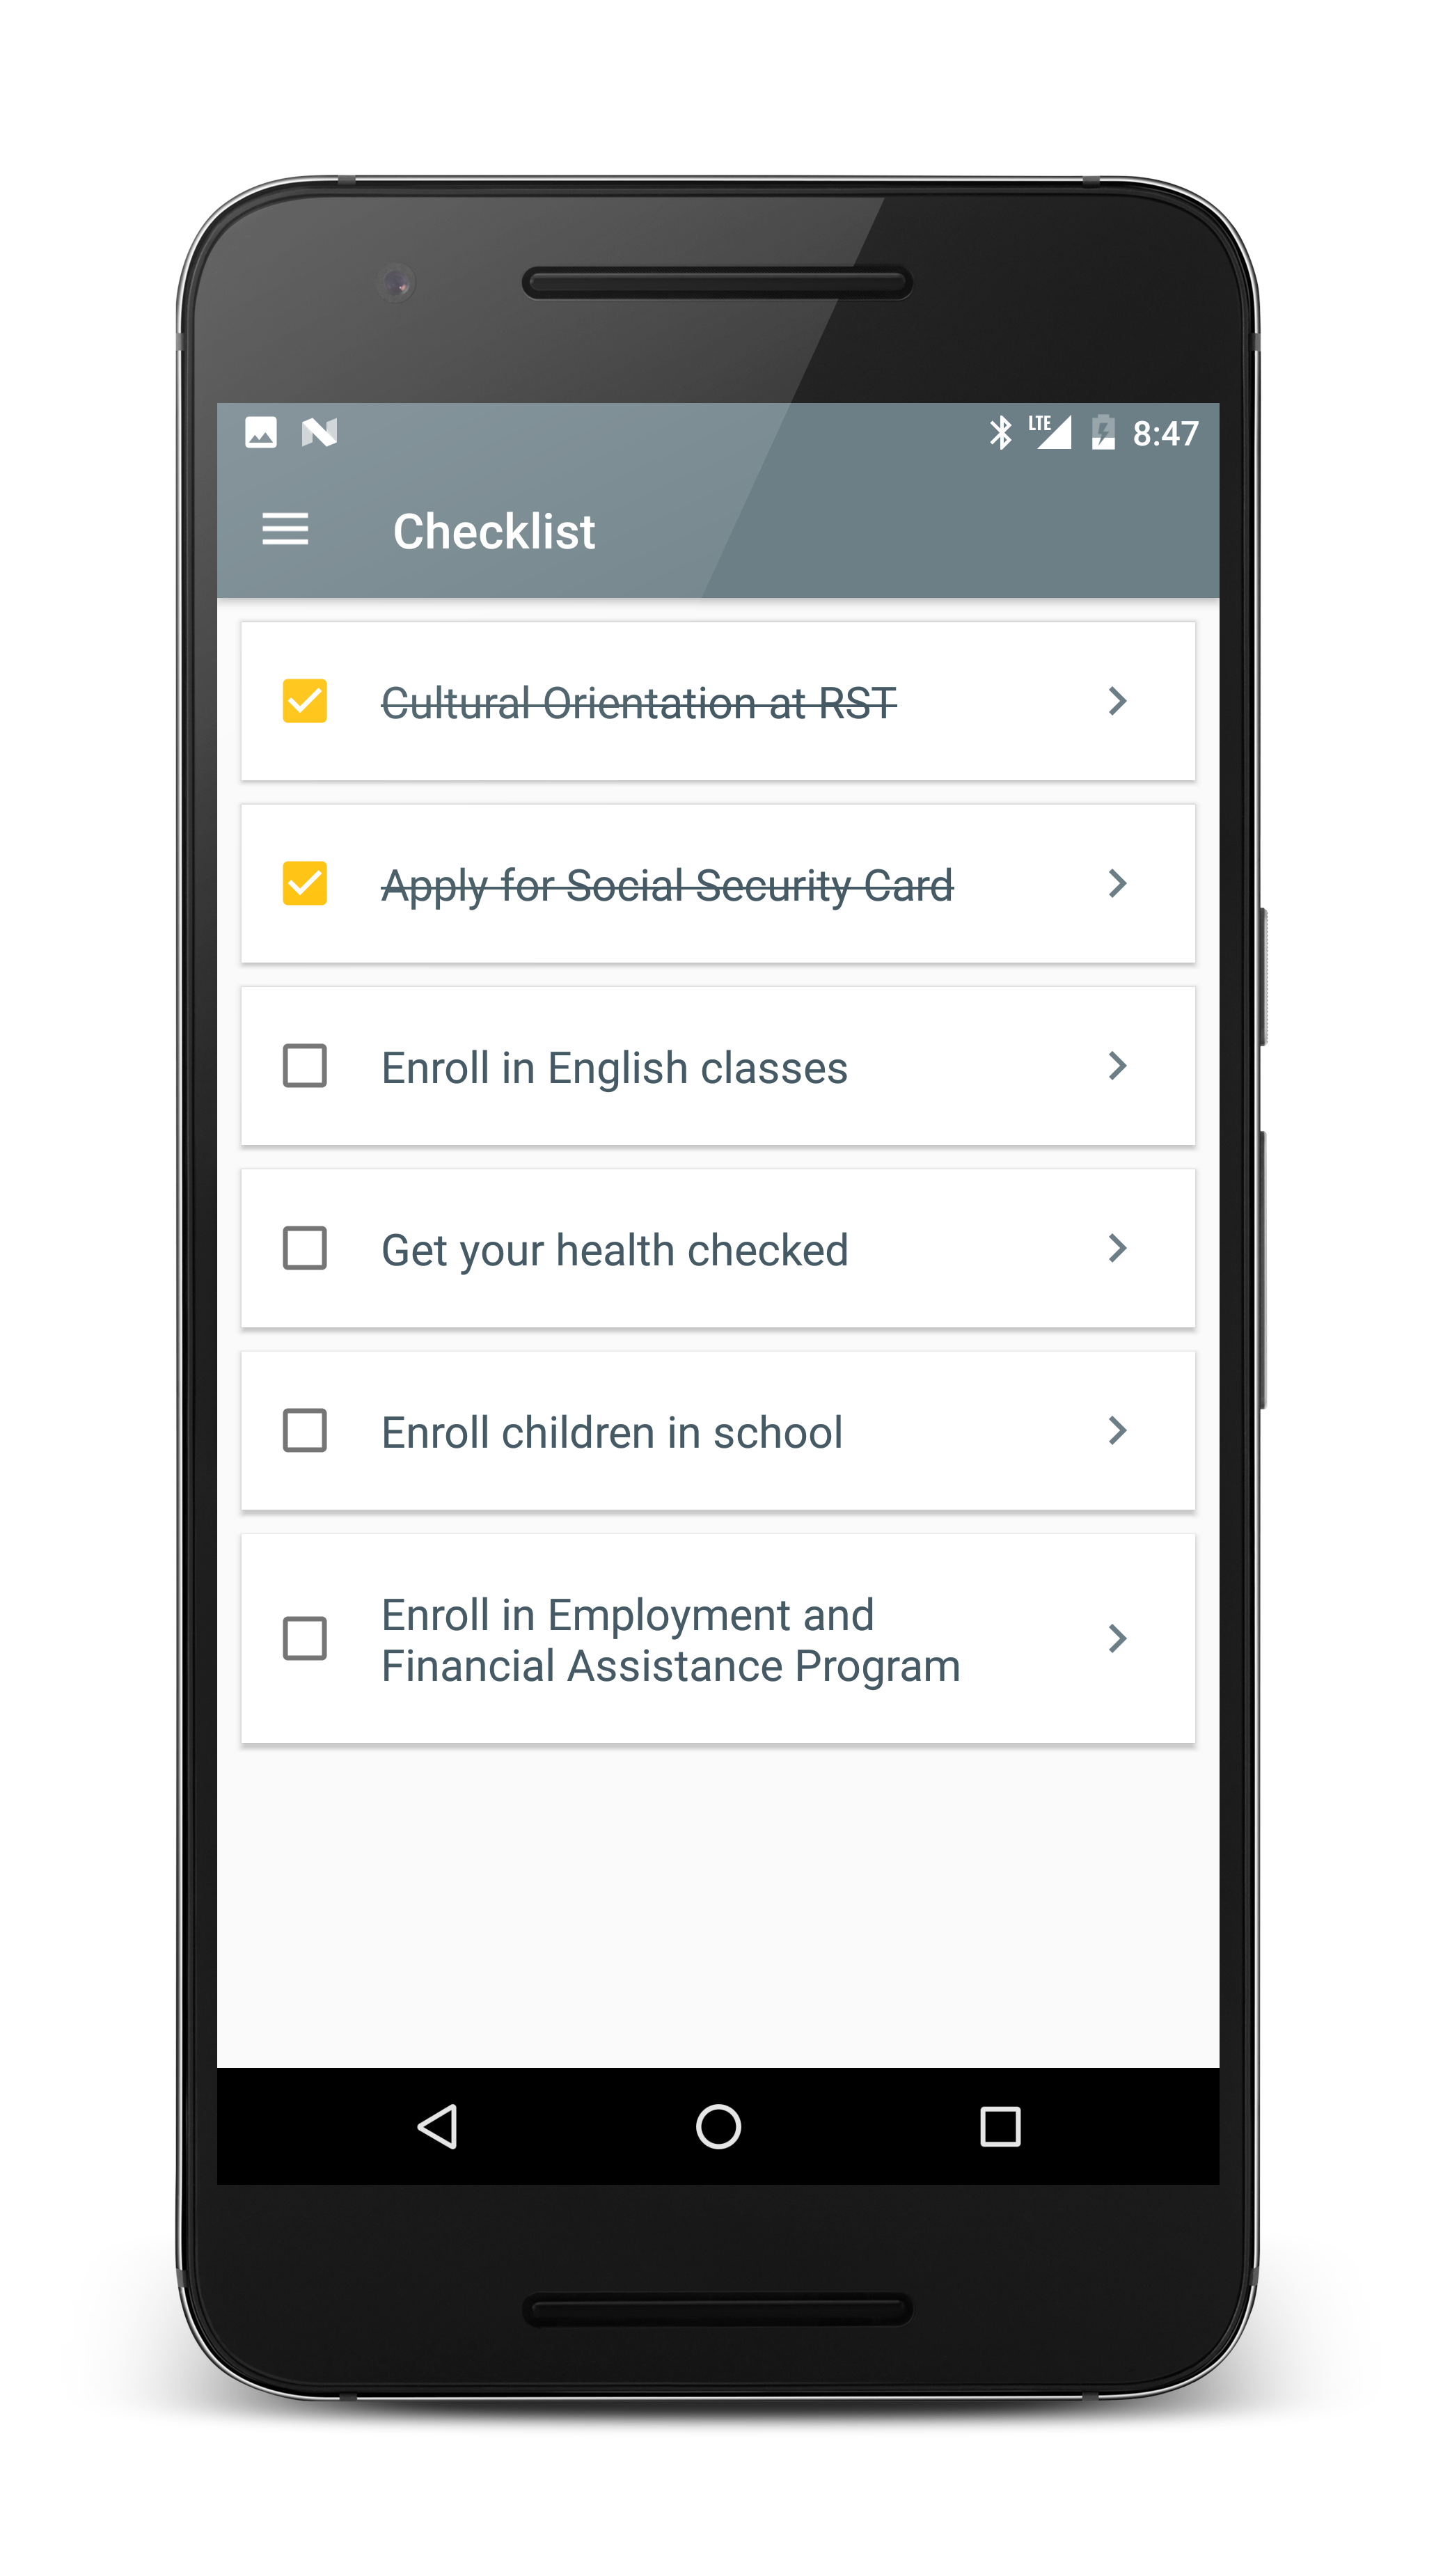 LTE 8:47
Checklist
Cultural Orientation at RST
Apply for Social Security Card
Enroll in English classes
Get your health checked
Enroll children in school
Enroll in Employment and
Financial Assistance Program